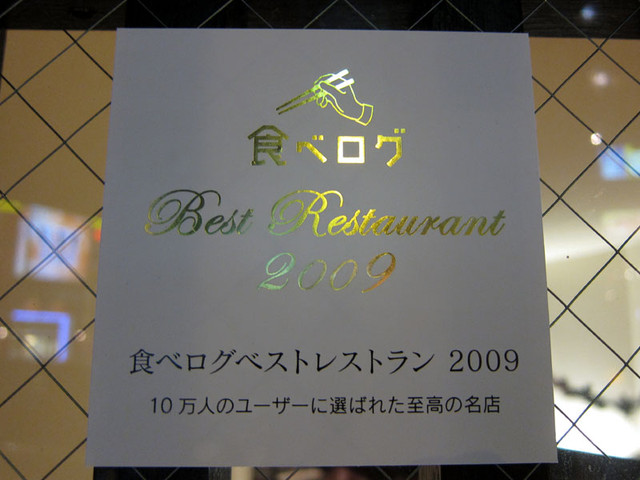 食べログ
Best Restaurant
2009
食べログベストレストラン 2009
10万人のユーザーに選ばれた至高の名店